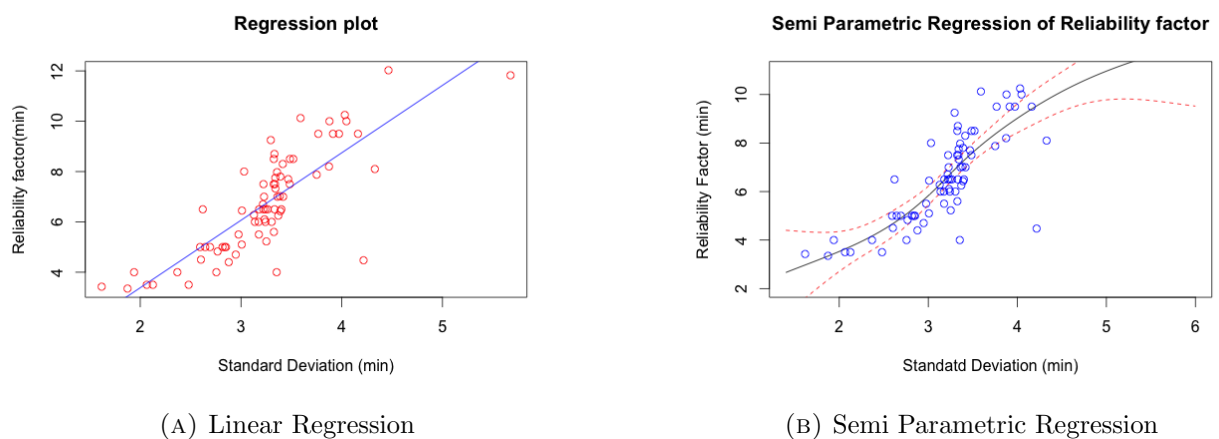 Regression plot
Reliability factor(min)
12
10
8
6
4
2
3
4
5
Standard Deviation (min)
(A) Linear Regression
Semi Parametric Regression of Reliability factor
Reliability Factor (min)
10
8
6
4
2
2
3
4
5
6
Standatd Deviation (min)
(B) Semi Parametric Regression